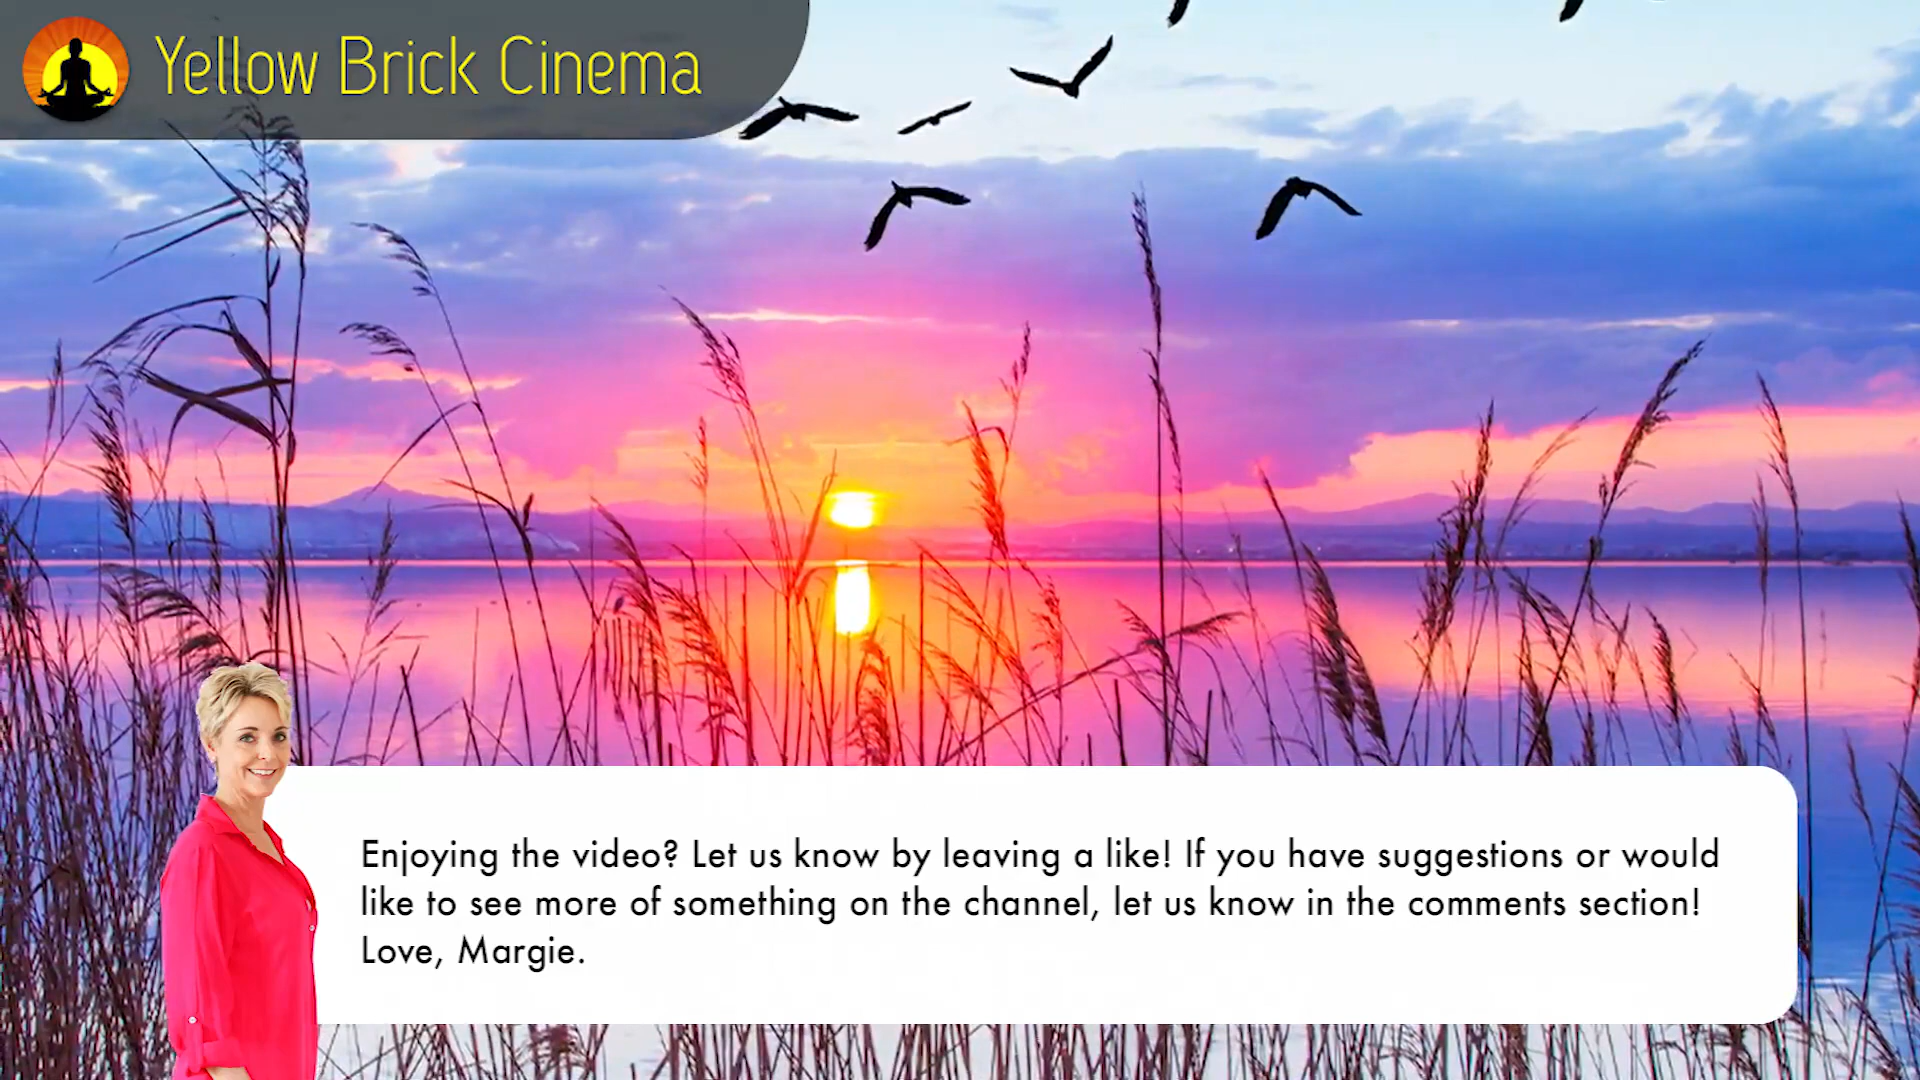 Yellow Brick Cinema
Enjoying the video? Let us know by leaving a like! If you have suggestions or would
like to see more of something on the channel, let us know in the comments section!
Love, Margie.